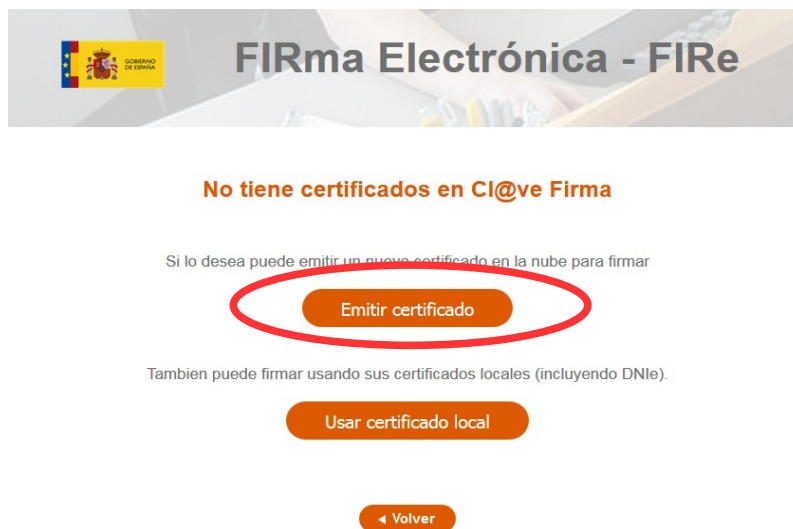 GOBIERNO
DE ESPAÑA
FIRma Electrónica - FIRe
No tiene certificados en Cl@ve Firma
Si lo desea puede emitir un nuevo certificado en la nube para firmar
Emitir certificado
Tambien puede firmar usando sus certificados locales (incluyendo DNIe).
Usar certificado local
Volver